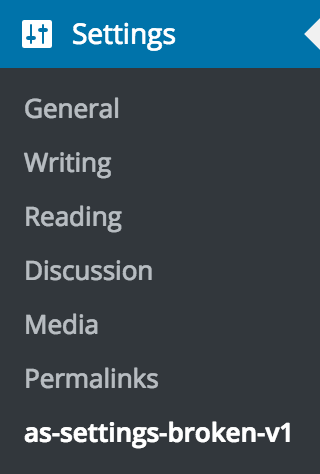 Settings
General
Writing
Reading
Discussion
Media
Permalinks
as-settings-broken-v1